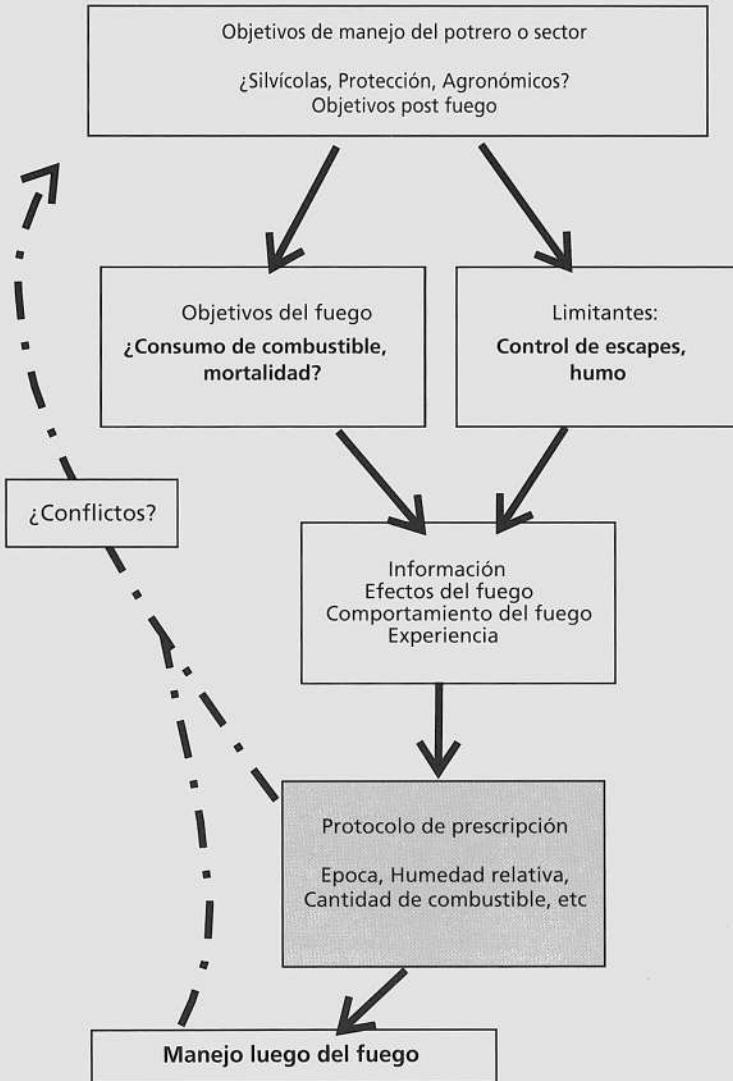 Objetivos de manejo del potrero o sector
¿Silvícolas, Protección, Agronómicos?
Objetivos post fuego
Objetivos del fuego
¿Consumo de combustible,
mortalidad?
Limitantes:
Control de escapes,
humo
¿Conflictos?
Información
Efectos del fuego
Comportamiento del fuego
Experiencia
Protocolo de prescripción
Epoca, Humedad relativa,
Cantidad de combustible, etc
Manejo luego del fuego